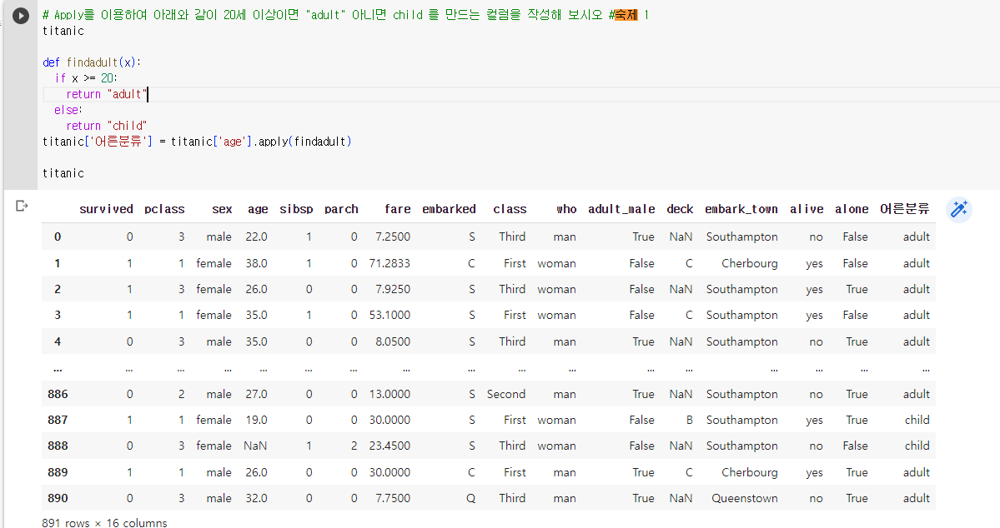 # Apply를 이용하여 아래와 같이 20세 이상이면 "adult" 아니면 child 를 만드는 컬럼을 작성해 보시오 #숙제 1
titanic
def findadult(x):
if x >= 20:
return "adult"
else:
return "child"
titanic['어른분류'] = titanic['age'].apply(findadult)
titanic
survived pclass sex age sibsp parch fare embarked class who adult_male deck embark_town alive alone 어른분류
0 0 3 male 22.0 1 0 7.2500 S Third man True NaN Southampton no False adult
1 1 1 female 38.0 1 0 71.2833 C First woman False C Cherbourg yes False adult
2 1 3 female 26.0 0 0 7.9250 S Third woman False NaN Southampton yes True adult
3 1 1 female 35.0 1 0 53.1000 S First woman False C Southampton yes False adult
4 0 3 male 35.0 0 0 8.0500 S Third man True NaN Southampton no True adult
... ... ... ... ... ... ... ... ... ... ... ... ... ... ... ... ...
886 0 2 male 27.0 0 0 13.0000 S Second man True NaN Southampton no True adult
887 1 1 female 19.0 0 0 30.0000 S First woman False B Southampton yes True child
888 0 3 female NaN 1 2 23.4500 S Third woman False NaN Southampton no False child
889 1 1 male 26.0 0 0 30.0000 C First man True C Cherbourg yes True adult
890 0 3 male 32.0 0 0 7.7500 Q Third man True NaN Queenstown no True adult
891 rows × 16 columns